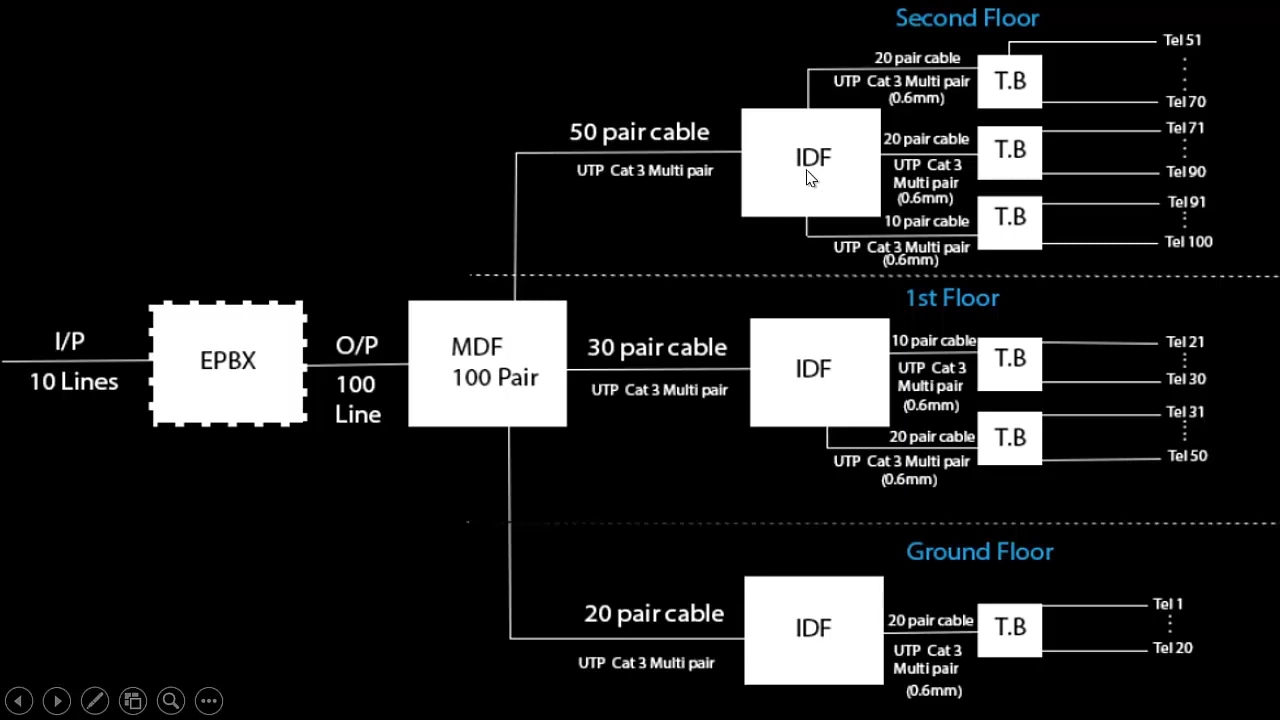 Second Floor
Tel 51
20 pair cable
UTP Cat 3 Multi pair
(0.6mm)
T.B
Tel 70
50 pair cable
UTP Cat 3 Multi pair
IDF
Tel 71
20 pair cable
UTP Cat 3
Multi pair
(0.6mm)
T.B
Tel 90
10 pair cable
UTP Cat 3 Multi pair
(0.6mm)
T.B
Tel 91
Tel 100
1st Floor
I/P
10 Lines
EPBX
O/P
100
Line
MDF
100 Pair
30 pair cable
UTP Cat 3 Multi pair
IDF
10 pair cable
UTP Cat 3
Multi pair
(0.6mm)
T.B
Tel 21
Tel 30
20 pair cable
UTP Cat 3 Multi pair
(0.6mm)
T.B
Tel 31
Tel 50
Ground Floor
20 pair cable
UTP Cat 3 Multi pair
IDF
20 pair cable
UTP Cat 3
Multi pair
(0.6mm)
T.B
Tel 1
Tel 20